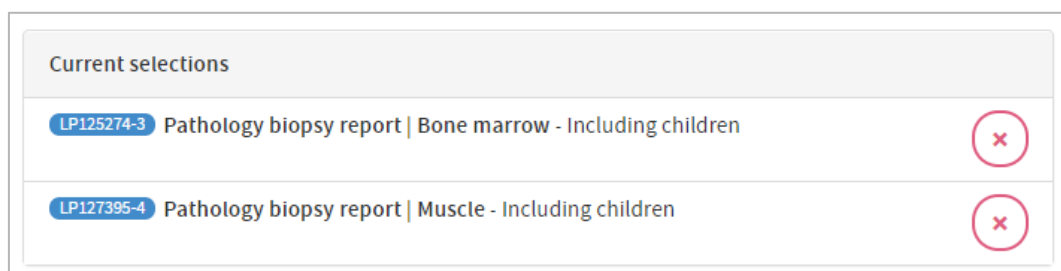 Current selections
LP125274-3 Pathology biopsy report | Bone marrow - Including children
LP127395-4 Pathology biopsy report | Muscle - Including children